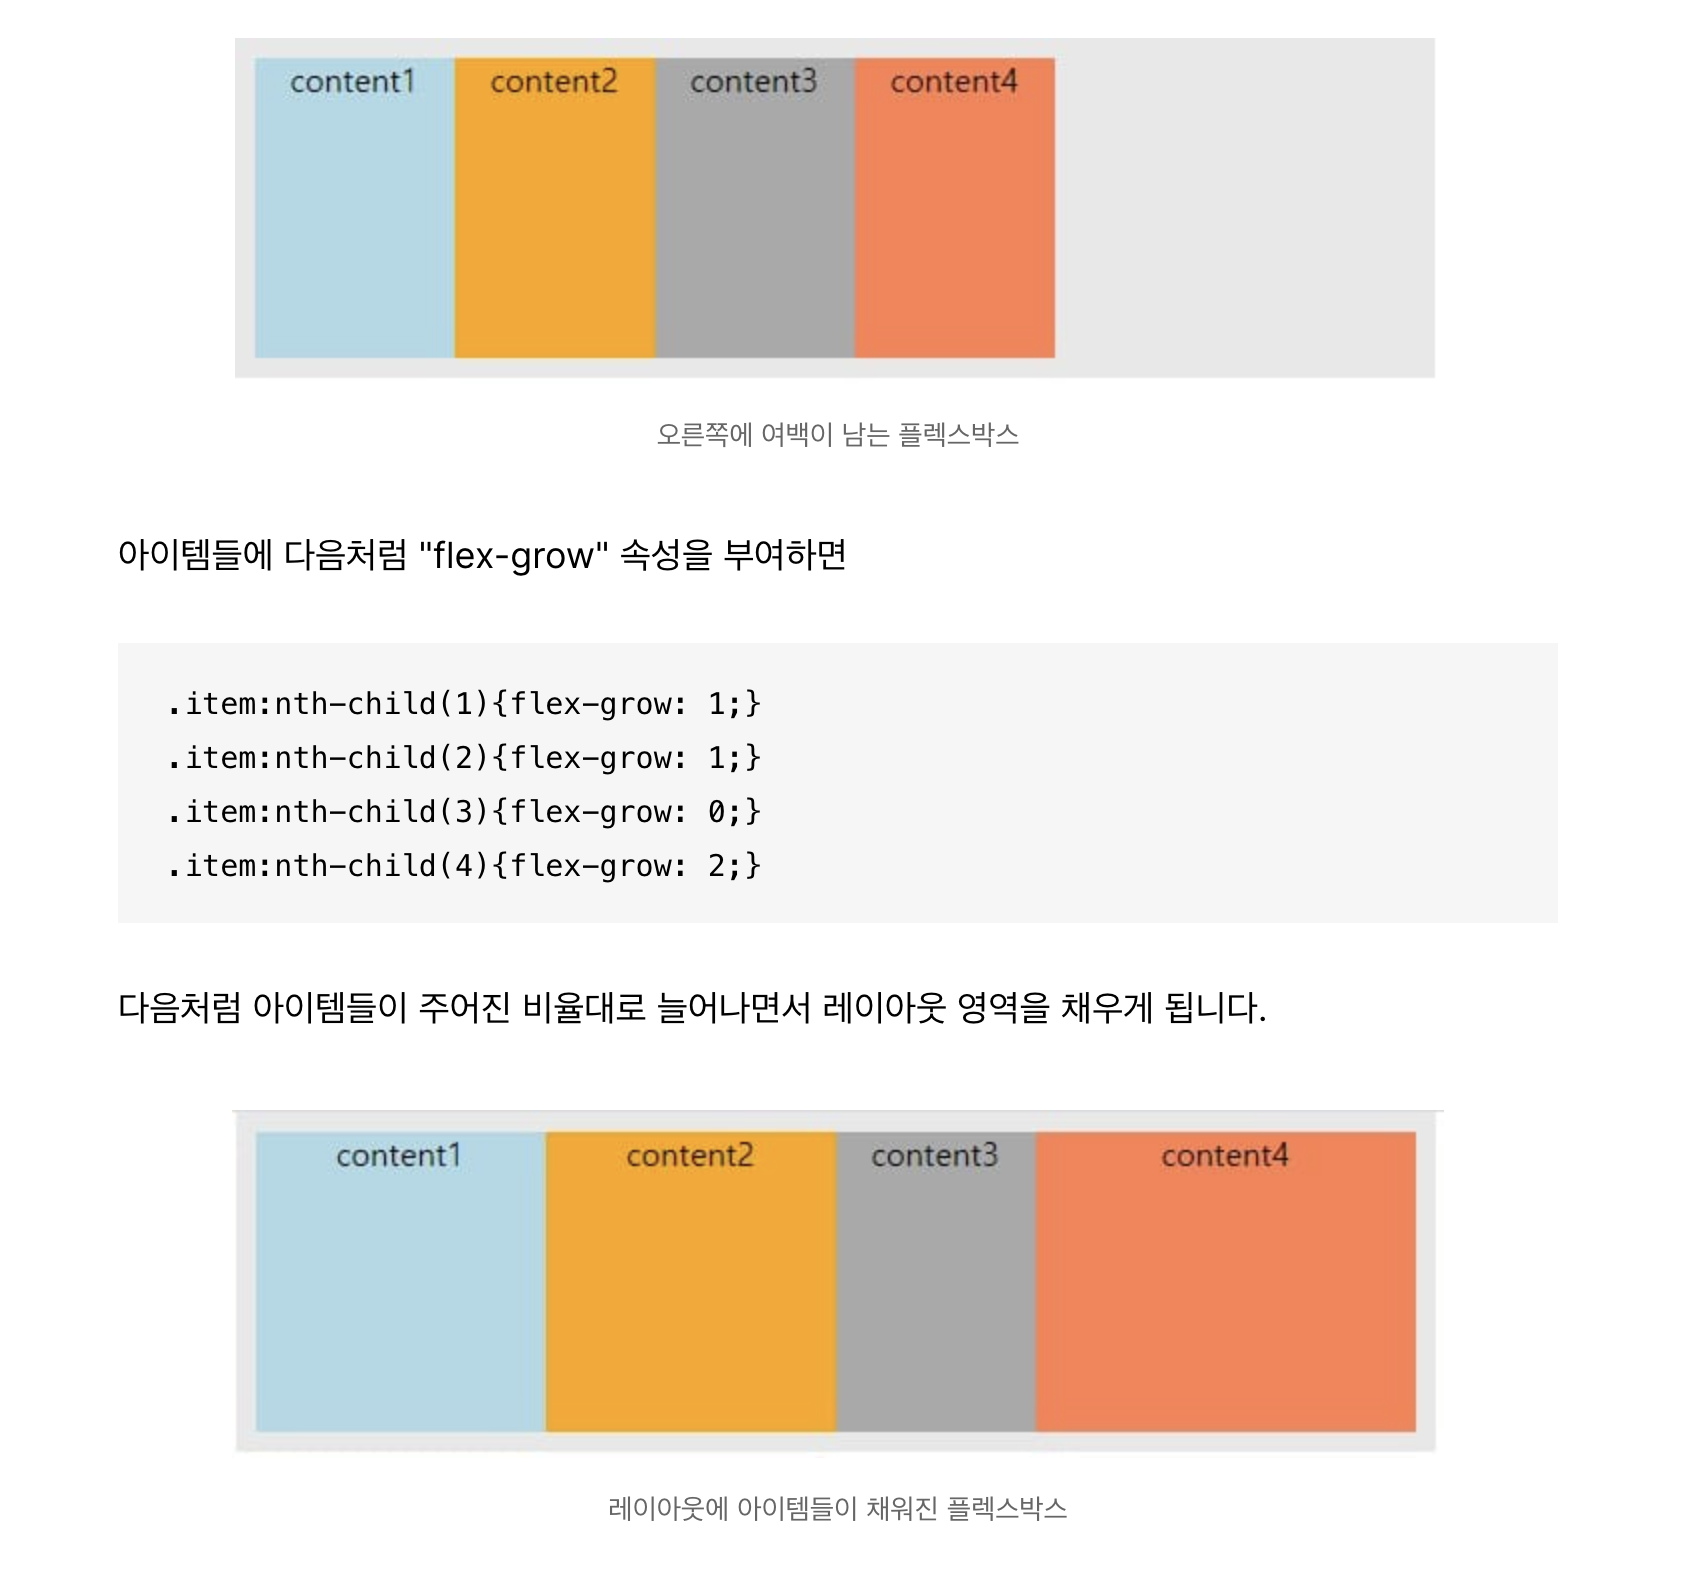 content1 content2 content3 content4
오른쪽에 여백이 남는 플렉스박스
아이템들에 다음처럼 "flex-grow" 속성을 부여하면
.item:nth-child(1){flex-grow: 1;}
.item:nth-child(2){flex-grow: 1;}
.item:nth-child(3){flex-grow: 0;}
.item:nth-child(4){flex-grow: 2;}
다음처럼 아이템들이 주어진 비율대로 늘어나면서 레이아웃 영역을 채우게 됩니다.
content1 content2 content3 content4
레이아웃에 아이템들이 채워진 플렉스박스